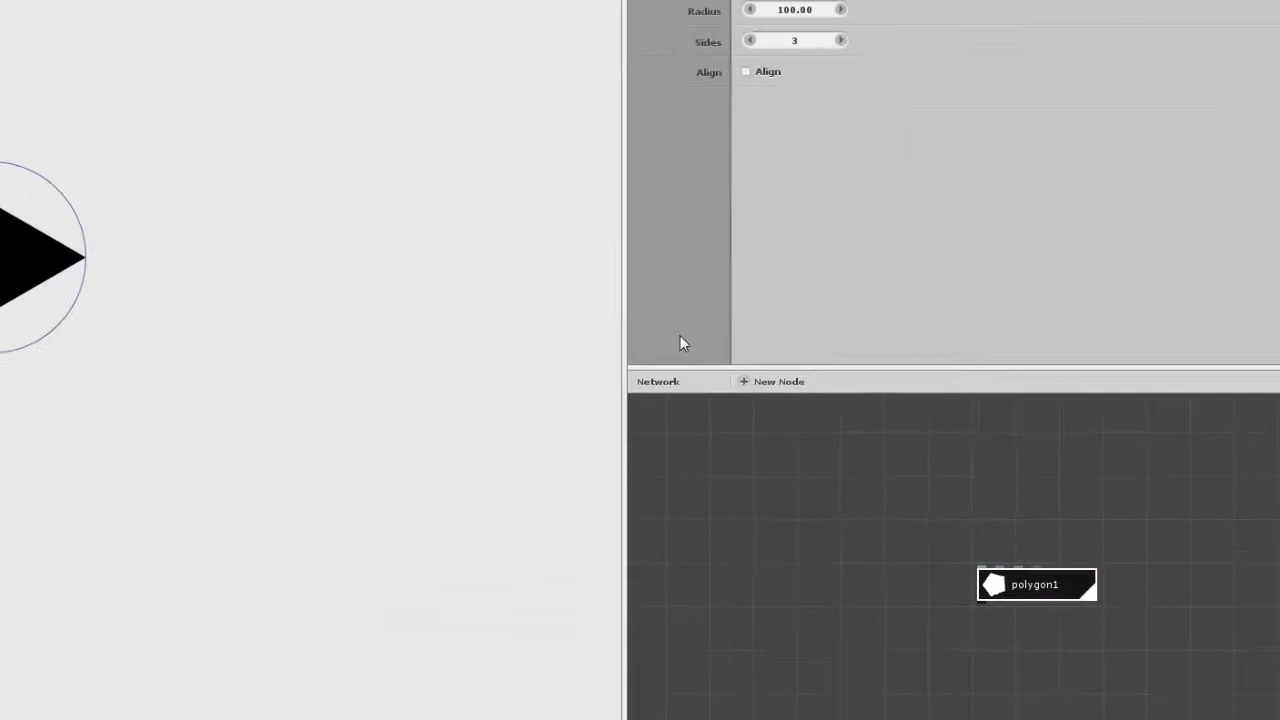 Radius 100.00
Sides 3
Align Align
Network New Node
polygon1